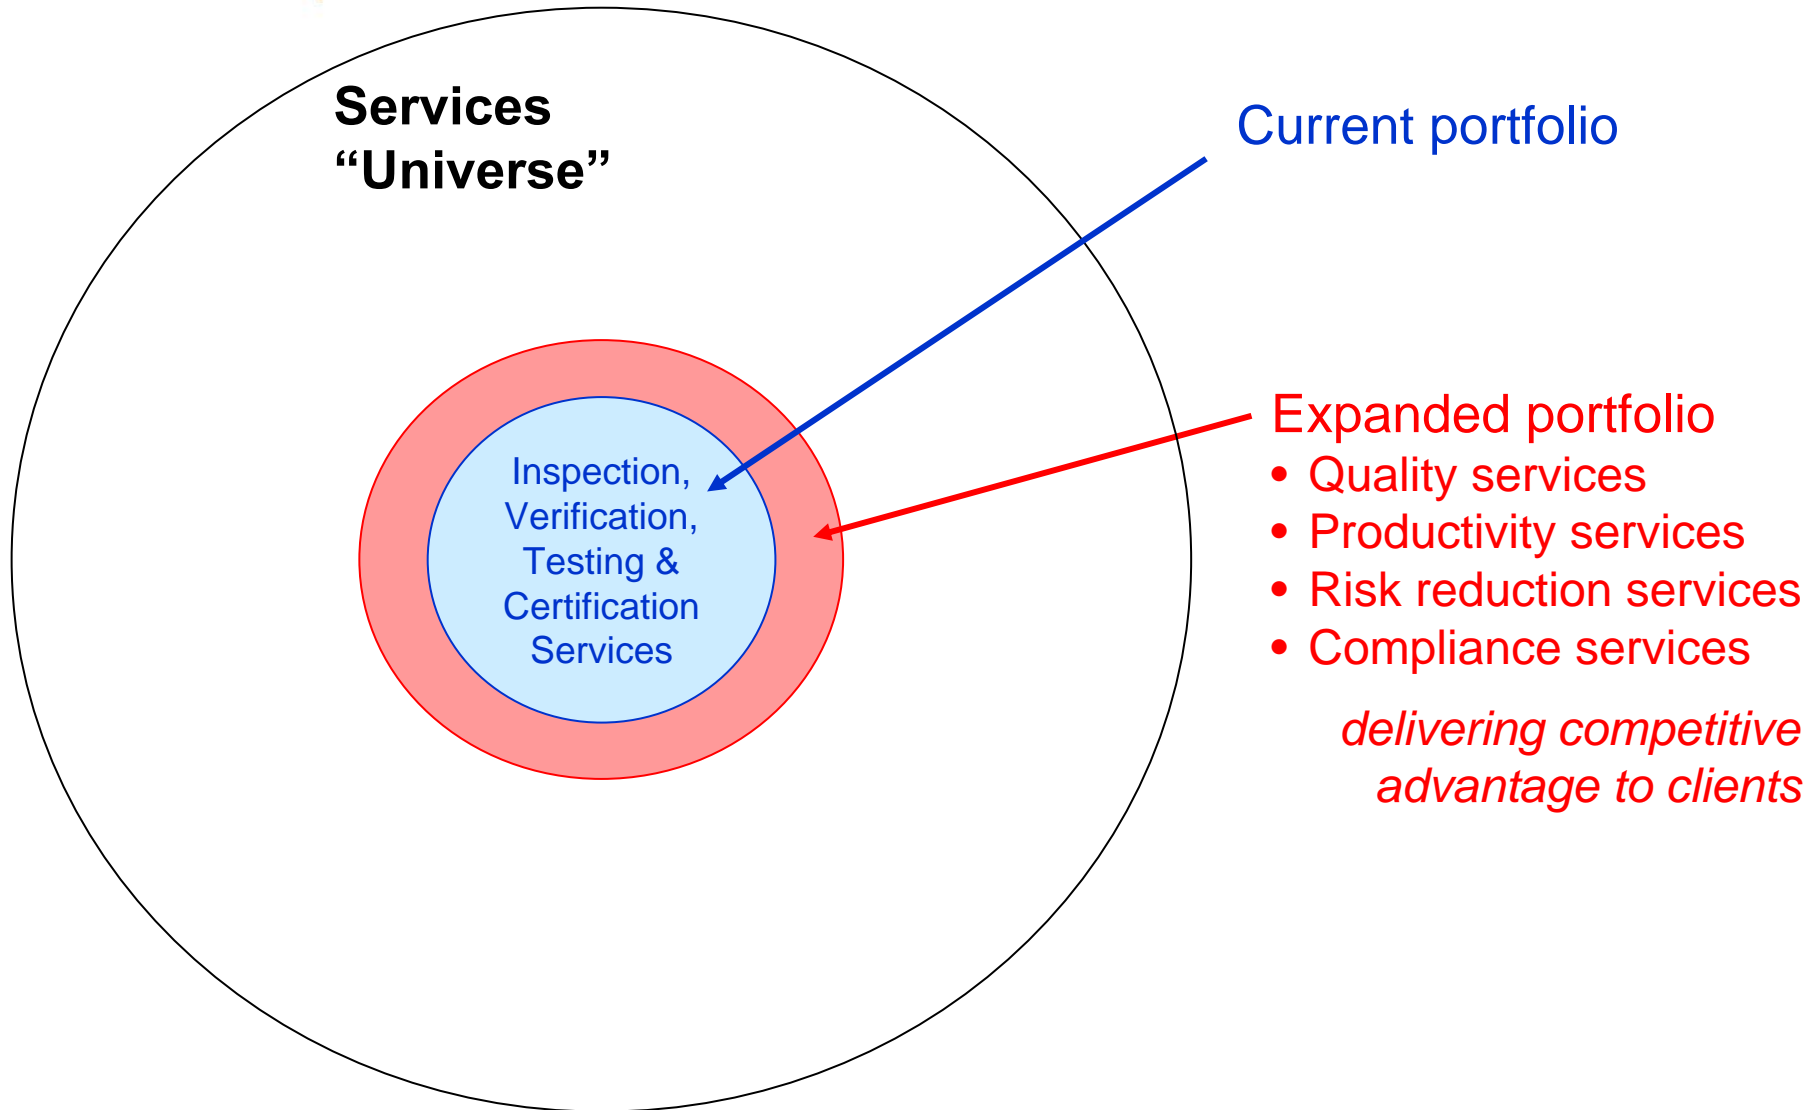 Services
“Universe”
Current portfolio
Inspection,
Verification,
Testing &
Certification
Services
Expanded portfolio
• Quality services
• Productivity services
• Risk reduction services
• Compliance services
delivering competitive
advantage to clients